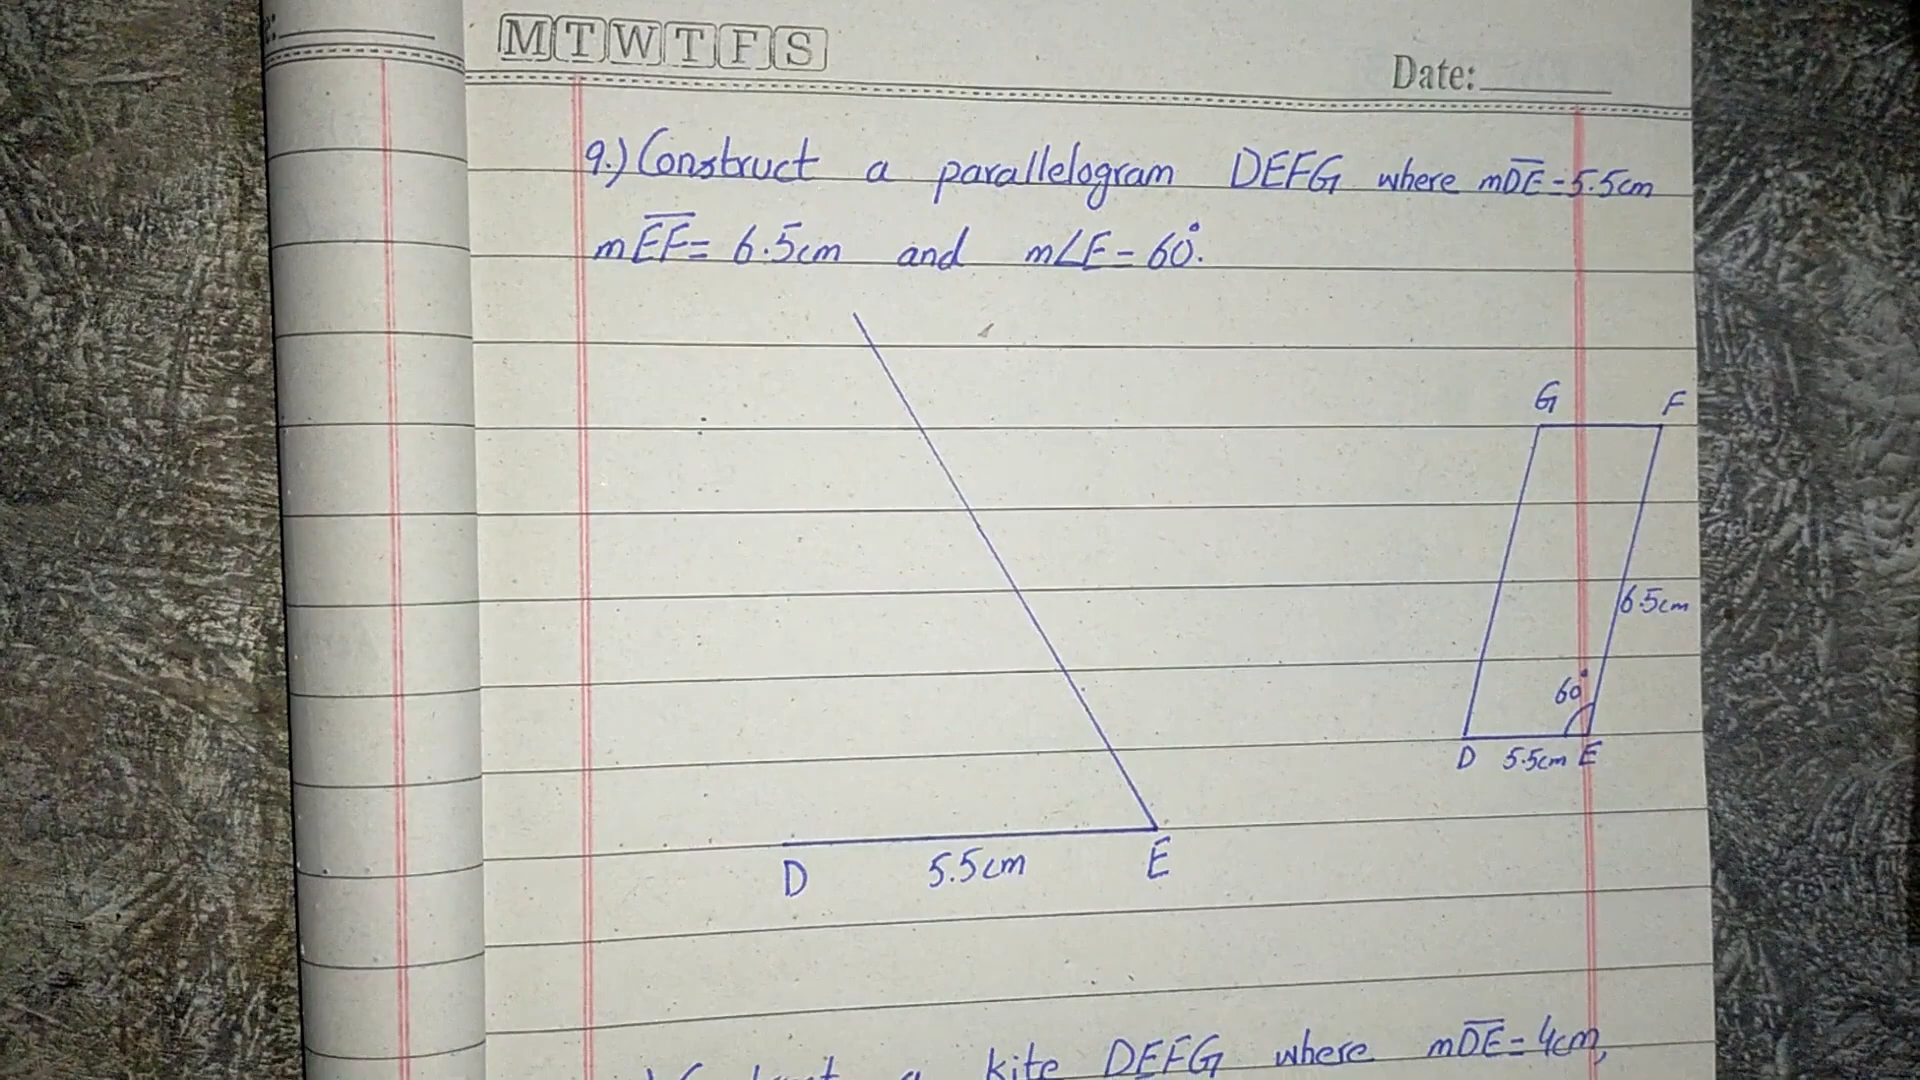 M T W T F S
Date:
9.) Construct a parallelogram DEFG where mDE = 5.5cm
mEF = 6.5cm and m∠E = 60°.
G F
6.5cm
60°
D 5.5cm E
D 5.5cm E
a kite DEFG where mDE = 4cm,